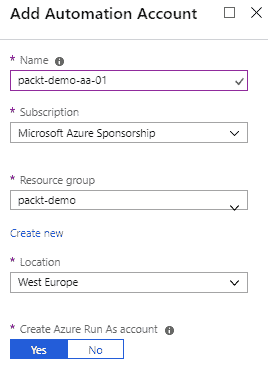 Add Automation Account
* Name
packt-demo-aa-01
* Subscription
Microsoft Azure Sponsorship
* Resource group
packt-demo
Create new
* Location
West Europe
* Create Azure Run As account
Yes No